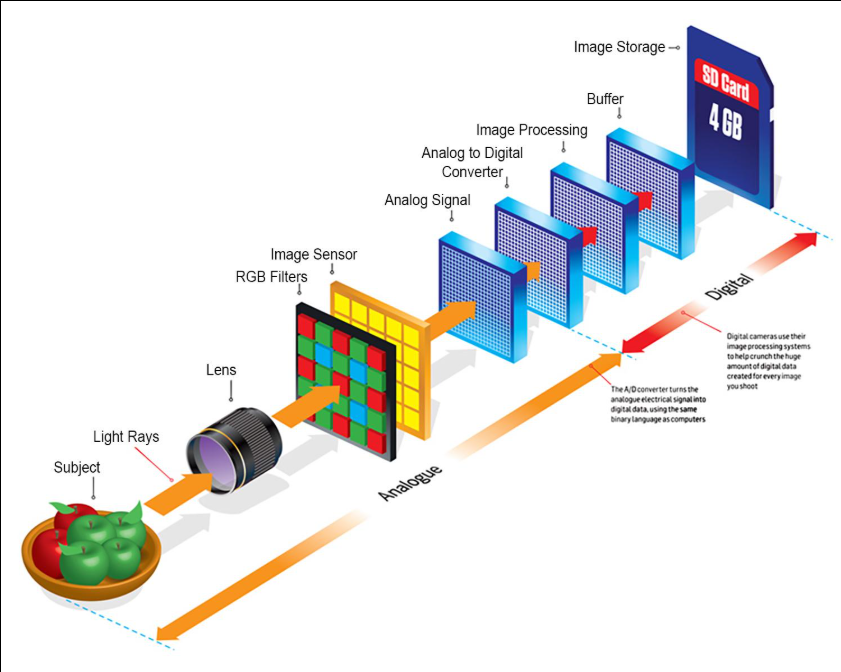 Image Storage
SD Card
4 GB
Buffer
Image Processing
Analog to Digital
Converter
Analog Signal
Image Sensor
RGB Filters
Lens
Light Rays
Subject
Digital
Digital cameras use their
image processing systems
to help crunch the huge
amount of digital data
created for every image
you shoot
The A/D converter turns the
analogue electrical signal into
digital data, using the same
binary language as computers
Analogue